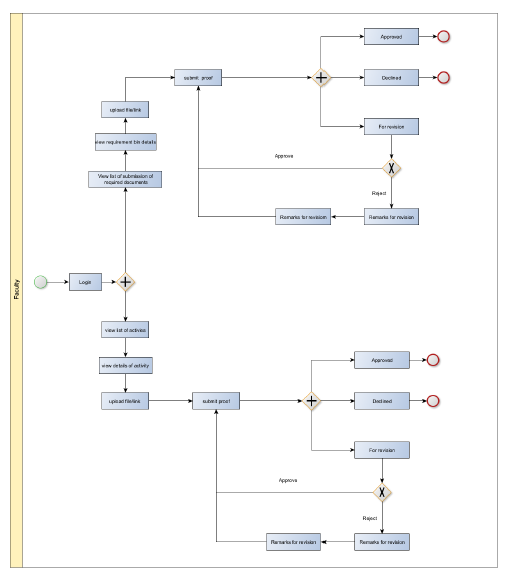 Approved
Declined
submit proof
upload file/link
For revision
view requirement bin details
Approve
View list of submission of
required documents
Reject
Remarks for revision
Remarks for revision
Faculty
Login
view list of activies
view details of activity
Approved
upload file/link
submit proof
Declined
For revision
Approve
Reject
Remarks for revision
Remarks for revision